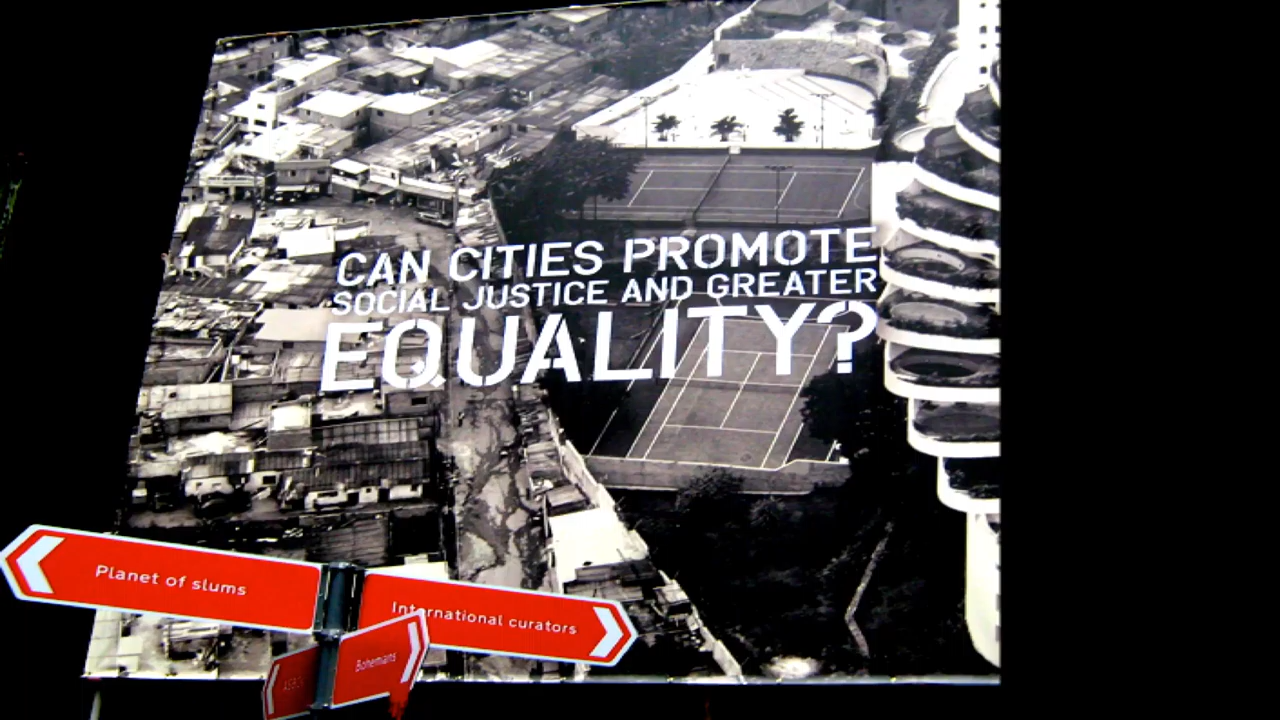 CAN CITIES PROMOTE
SOCIAL JUSTICE AND GREATER
EQUALITY?
Planet of slums
International curators
Bohemians